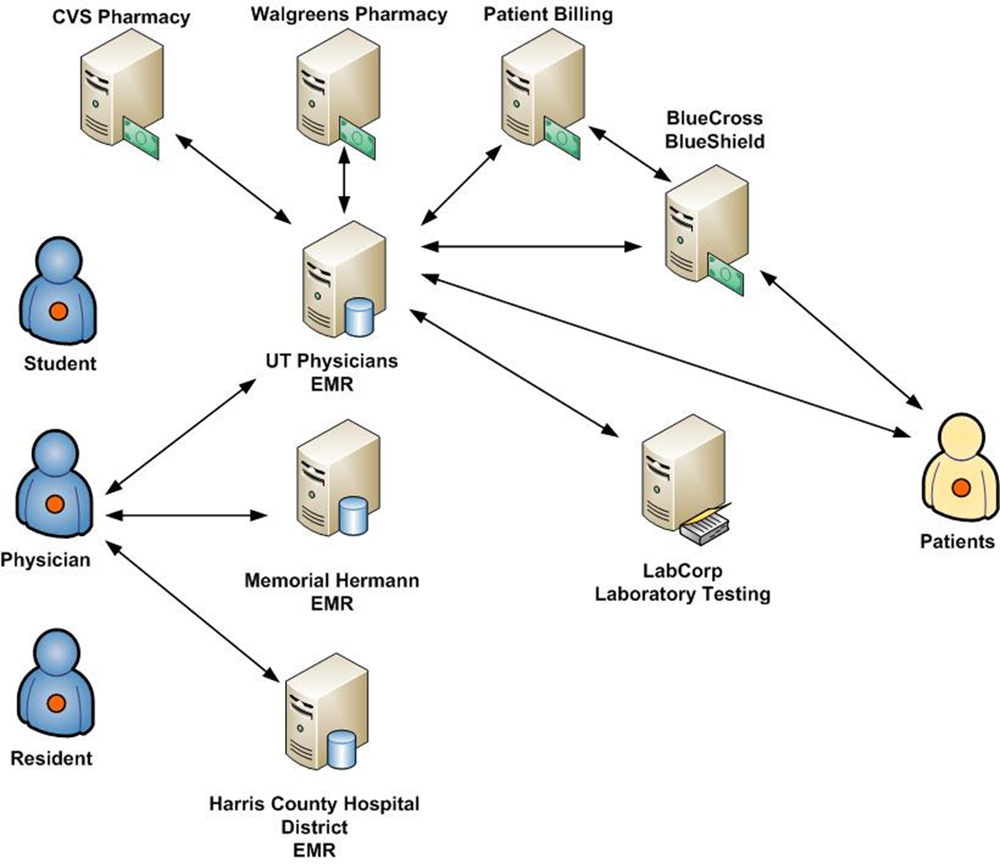 CVS Pharmacy
Walgreens Pharmacy
Patient Billing
BlueCross
BlueShield
Student
UT Physicians
EMR
Physician
Memorial Hermann
EMR
LabCorp
Laboratory Testing
Patients
Resident
Harris County Hospital
District
EMR